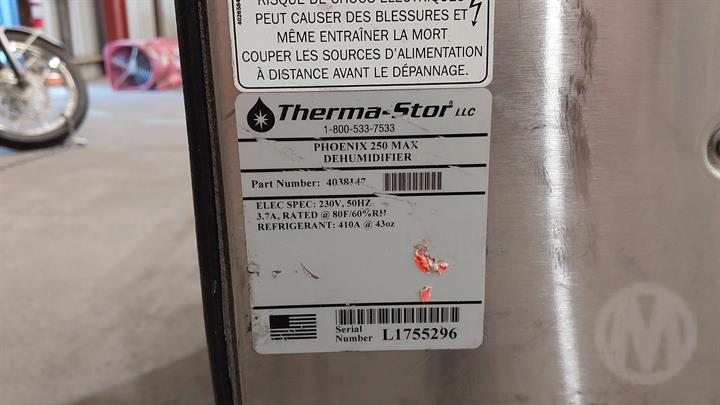 RISQUE DE CHOCS ÉLECTRIQUES
PEUT CAUSER DES BLESSURES ET
MÊME ENTRAÎNER LA MORT
COUPER LES SOURCES D'ALIMENTATION
À DISTANCE AVANT LE DÉPANNAGE.
Therma-Stor LLC
1-800-533-7533
PHOENIX 250 MAX
DEHUMIDIFIER
Part Number: 4038147
ELEC SPEC: 230V, 50HZ
3.7A, RATED @ 80F/60%RH
REFRIGERANT: 410A @ 43oz
Serial
Number L1755296
M